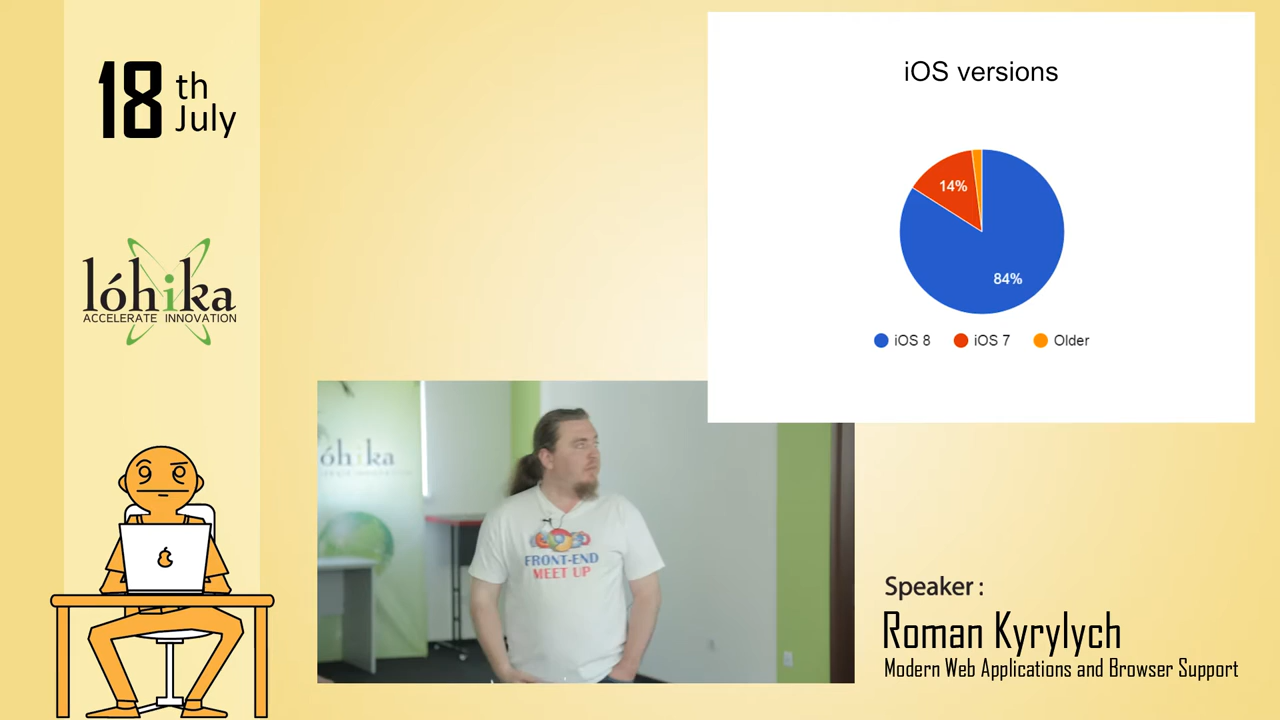 18 th
July
lóhika
ACCELERATE INNOVATION
iOS versions
14%
84%
iOS 8
iOS 7
Older
óhika
FRONT-END
MEET UP
Speaker :
Roman Kyrylych
Modern Web Applications and Browser Support